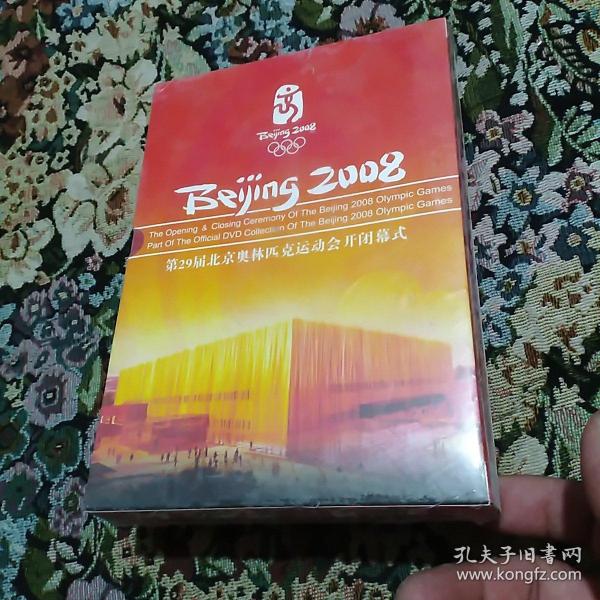 Beijing 2008
Beijing 2008
The Opening & Closing Ceremony Of The Beijing 2008 Olympic Games
Part Of The Official DVD Collection Of The Beijing 2008 Olympic Games
第29届北京奥林匹克运动会开闭幕式
孔夫子旧書网
www.kongfz.com